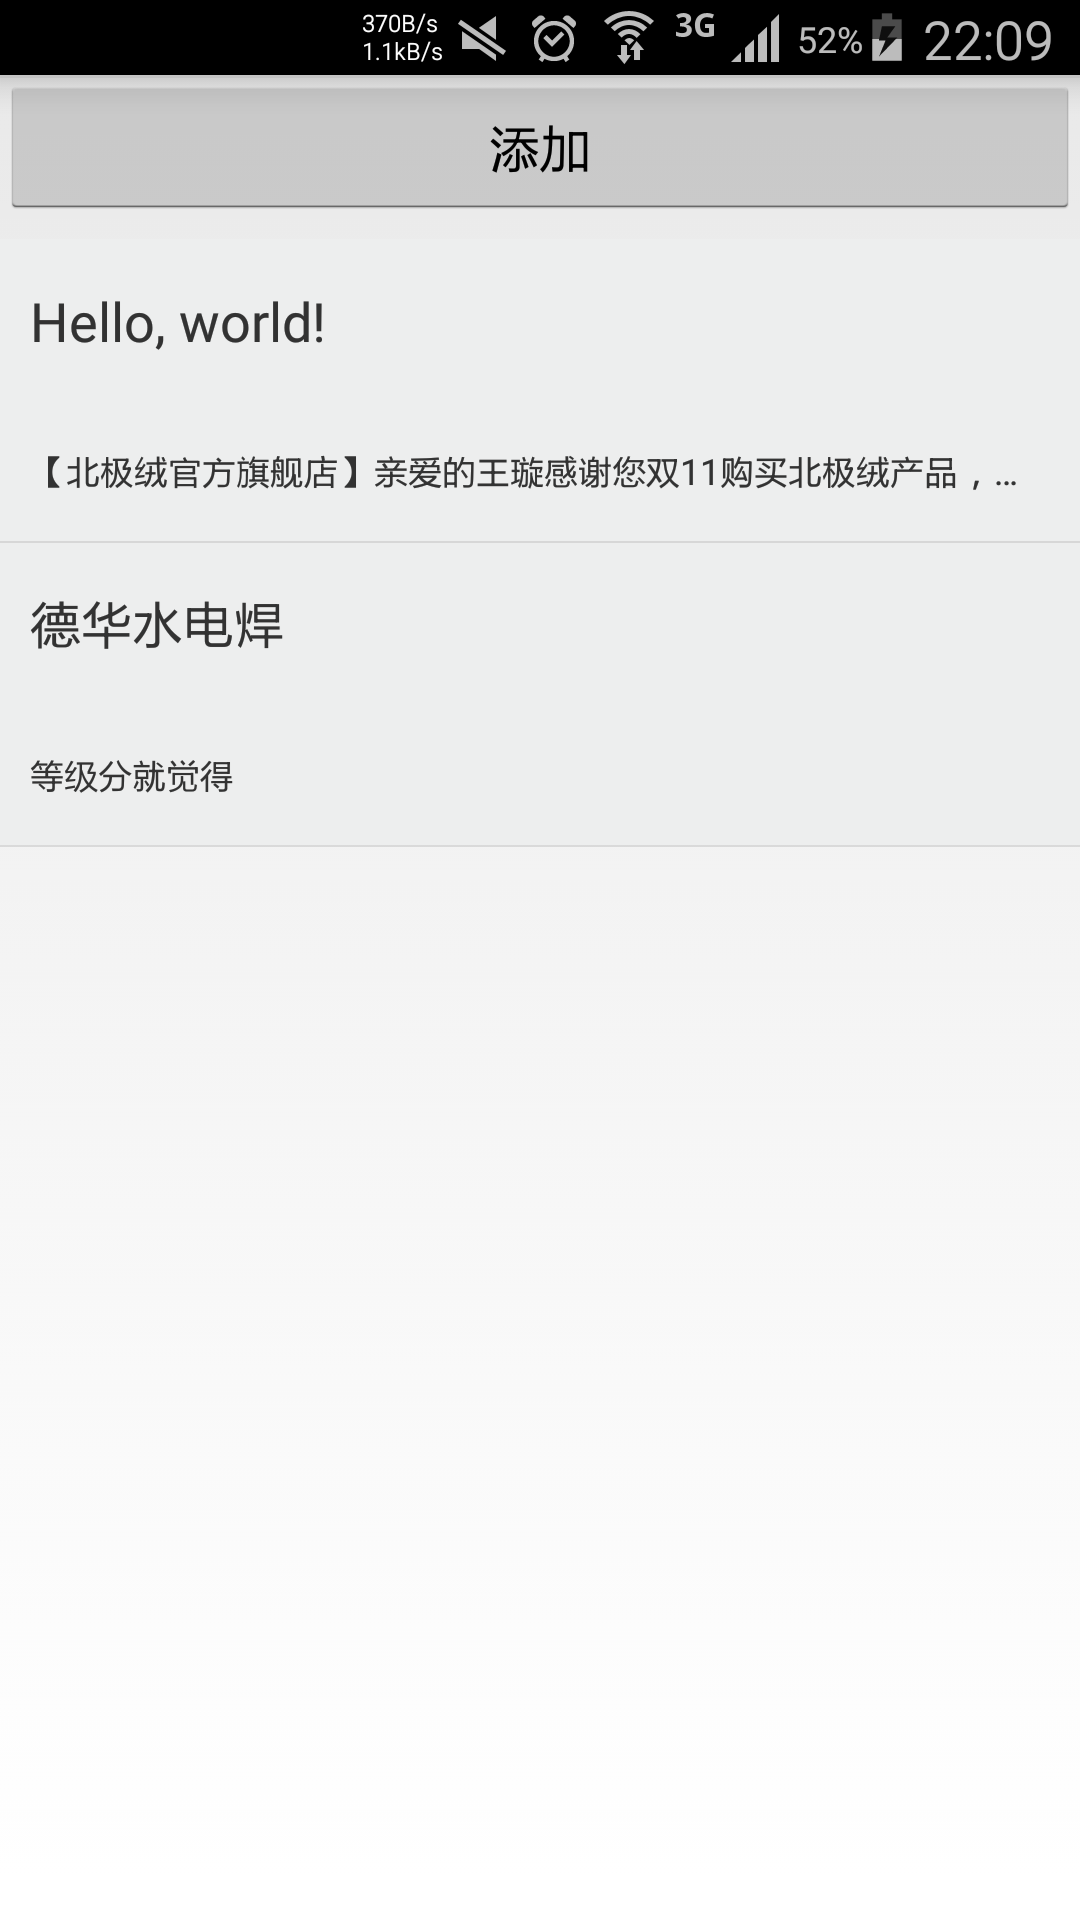 370B/s
1.1kB/s
3G 52% 22:09
添加
Hello, world!
【北极绒官方旗舰店】亲爱的王璇感谢您双11购买北极绒产品，...
德华水电焊
等级分就觉得